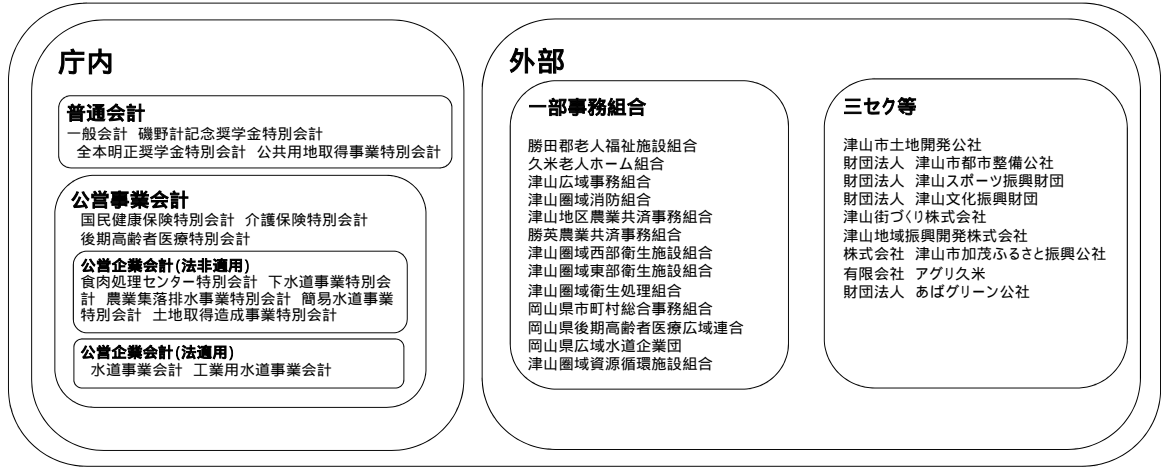 庁内
普通会計
一般会計 磯野計記念奨学金特別会計
全本明正奨学金特別会計 公共用地取得事業特別会計
公営事業会計
国民健康保険特別会計 介護保険特別会計
後期高齢者医療特別会計
公営企業会計(法非適用)
食肉処理センター特別会計 下水道事業特別会
計 農業集落排水事業特別会計 簡易水道事業
特別会計 土地取得造成事業特別会計
公営企業会計(法適用)
水道事業会計 工業用水道事業会計
外部
一部事務組合
勝田郡老人福祉施設組合
久米老人ホーム組合
津山広域事務組合
津山圏域消防組合
津山地区農業共済事務組合
勝英農業共済事務組合
津山圏域西部衛生施設組合
津山圏域東部衛生施設組合
津山圏域衛生処理組合
岡山県市町村総合事務組合
岡山県後期高齢者医療広域連合
岡山県広域水道企業団
津山圏域資源循環施設組合
三セク等
津山市土地開発公社
財団法人 津山市都市整備公社
財団法人 津山スポーツ振興財団
財団法人 津山文化振興財団
津山街づくり株式会社
津山地域振興開発株式会社
株式会社 津山市加茂ふるさと振興公社
有限会社 アグリ久米
財団法人 あばグリーン公社